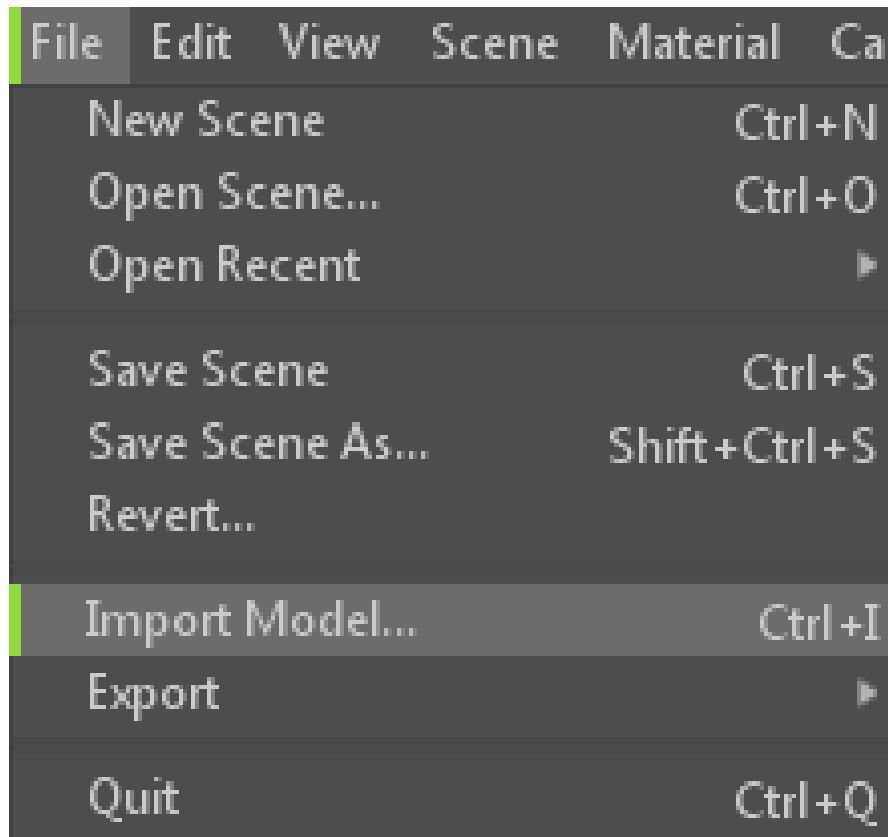 File Edit View Scene Material Ca
New Scene Ctrl+N
Open Scene... Ctrl+O
Open Recent
Save Scene Ctrl+S
Save Scene As... Shift+Ctrl+S
Revert...
Import Model... Ctrl+I
Export
Quit Ctrl+Q